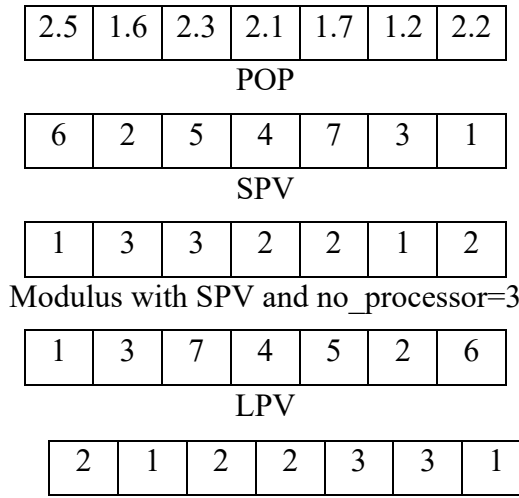 2.5 1.6 2.3 2.1 1.7 1.2 2.2
POP
6 2 5 4 7 3 1
SPV
1 3 3 2 2 1 2
Modulus with SPV and no_processor=3
1 3 7 4 5 2 6
LPV
2 1 2 2 3 3 1